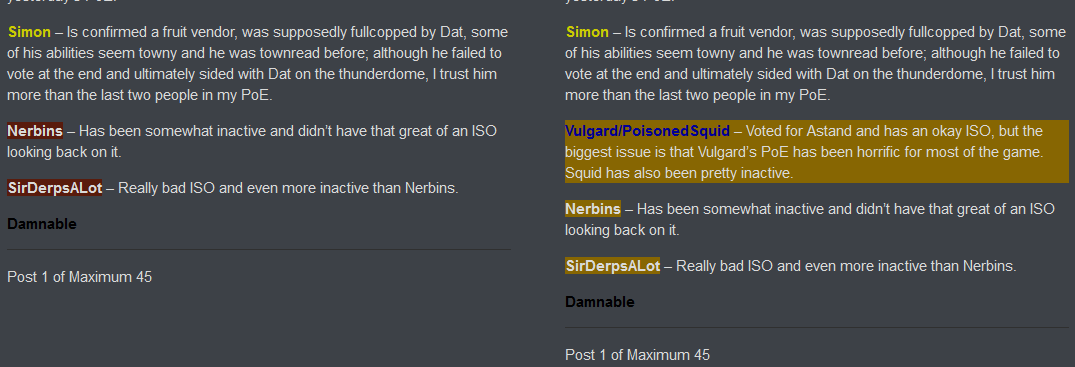 yesterday's PoE.
Simon – Is confirmed a fruit vendor, was supposedly fullcopped by Dat, some
of his abilities seem towny and he was townread before; although he failed to
vote at the end and ultimately sided with Dat on the thunderdome, I trust him
more than the last two people in my PoE.
Nerbins – Has been somewhat inactive and didn't have that great of an ISO
looking back on it.
SirDerpsALot – Really bad ISO and even more inactive than Nerbins.
Damnable
Post 1 of Maximum 45
yesterday's PoE.
Simon – Is confirmed a fruit vendor, was supposedly fullcopped by Dat, some
of his abilities seem towny and he was townread before; although he failed to
vote at the end and ultimately sided with Dat on the thunderdome, I trust him
more than the last two people in my PoE.
Vulgard/PoisonedSquid – Voted for Astand and has an okay ISO, but the
biggest issue is that Vulgard's PoE has been horrific for most of the game.
Squid has also been pretty inactive.
Nerbins – Has been somewhat inactive and didn't have that great of an ISO
looking back on it.
SirDerpsALot – Really bad ISO and even more inactive than Nerbins.
Damnable
Post 1 of Maximum 45